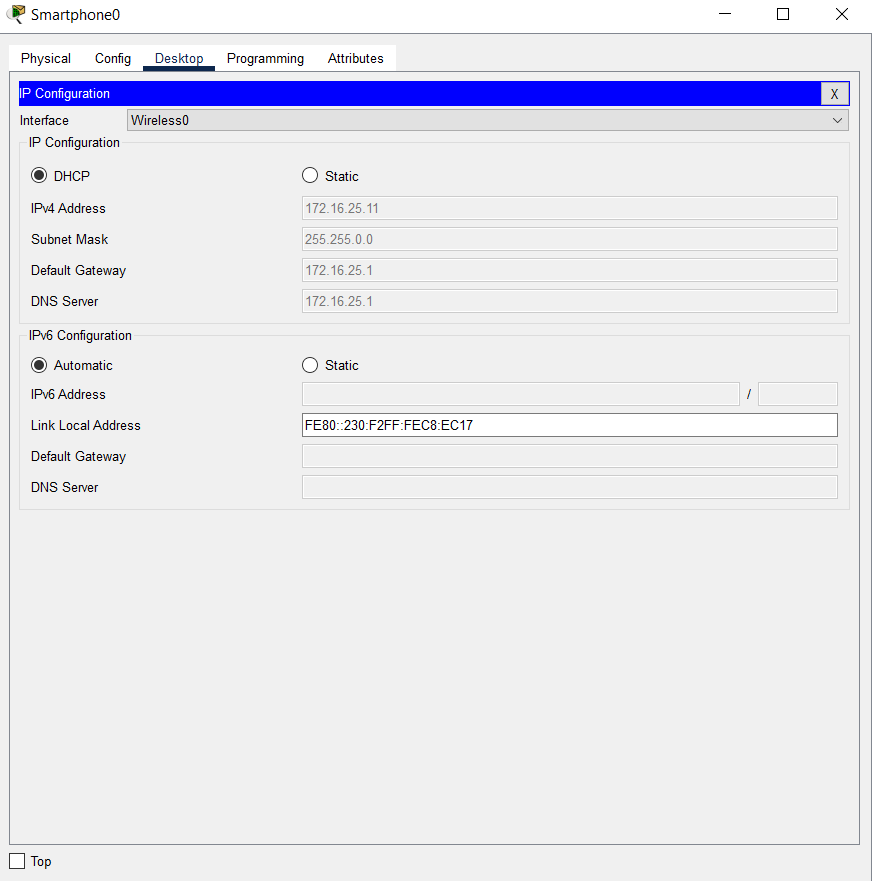 Smartphone0
Physical Config Desktop Programming Attributes
IP Configuration X
Interface Wireless0
IP Configuration
DHCP Static
IPv4 Address 172.16.25.11
Subnet Mask 255.255.0.0
Default Gateway 172.16.25.1
DNS Server 172.16.25.1
IPv6 Configuration
Automatic Static
IPv6 Address /
Link Local Address FE80::230:F2FF:FEC8:EC17
Default Gateway
DNS Server
Top